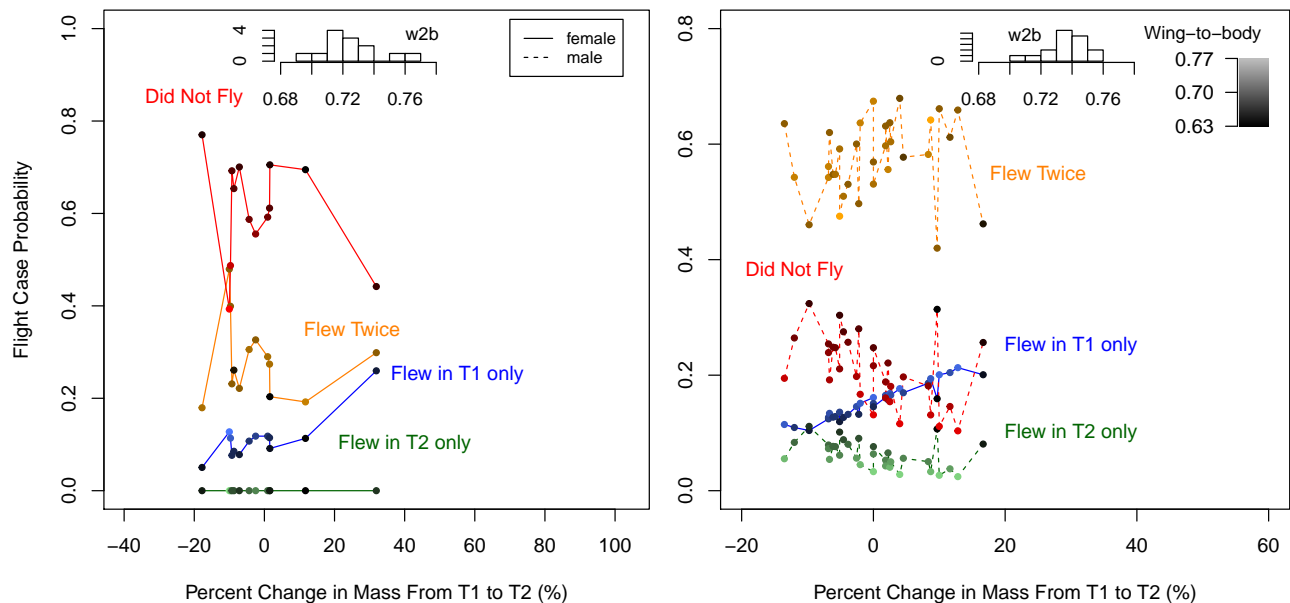 Flight Case Probability
1.0
0.8
0.6
0.4
0.2
0.0
4
0
w2b
0.68 0.72 0.76
female
male
Did Not Fly
Flew Twice
Flew in T1 only
Flew in T2 only
−40 −20 0 20 40 60 80 100
Percent Change in Mass From T1 to T2 (%)
0.8
0.6
0.4
0.2
0.0
0
w2b
0.68 0.72 0.76
Wing−to−body
0.77
0.70
0.63
Flew Twice
Did Not Fly
Flew in T1 only
Flew in T2 only
−20 0 20 40 60
Percent Change in Mass From T1 to T2 (%)